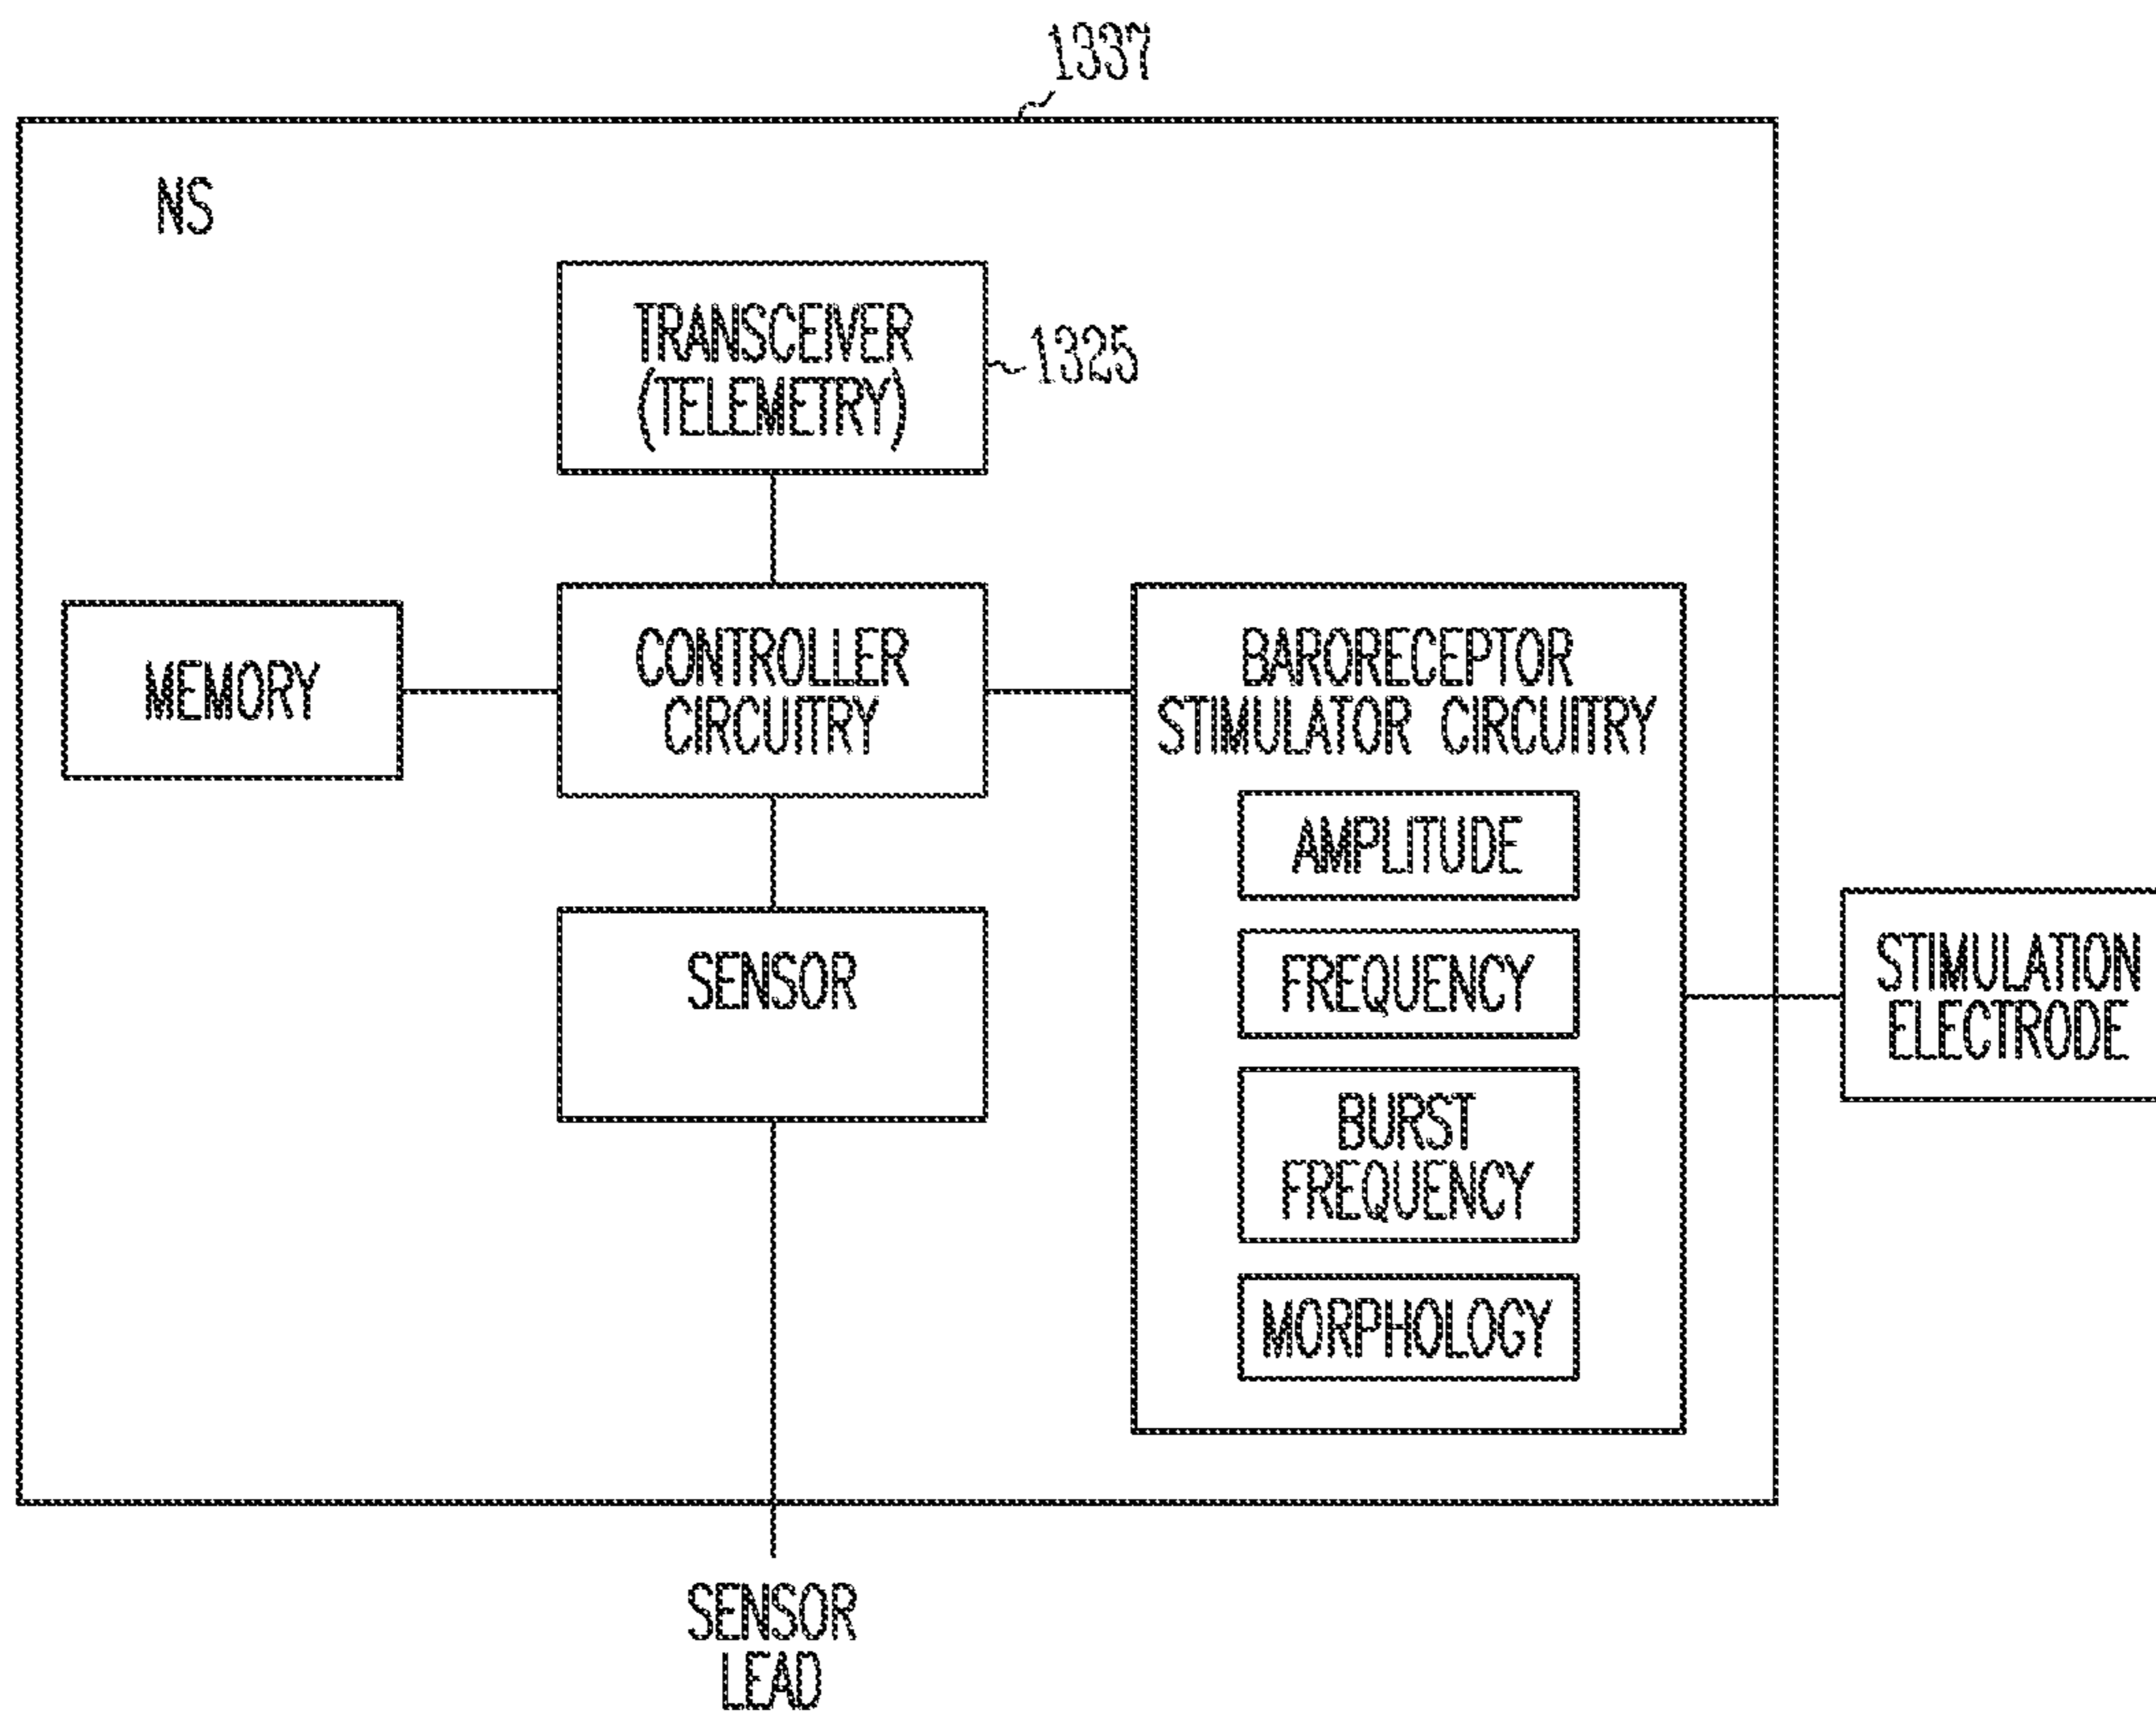 1337
NS
TRANSCEIVER
(TELEMETRY)
1325
MEMORY
CONTROLLER
CIRCUITRY
BARORECEPTOR
STIMULATOR CIRCUITRY
AMPLITUDE
FREQUENCY
BURST
FREQUENCY
MORPHOLOGY
SENSOR
STIMULATION
ELECTRODE
SENSOR
LEAD